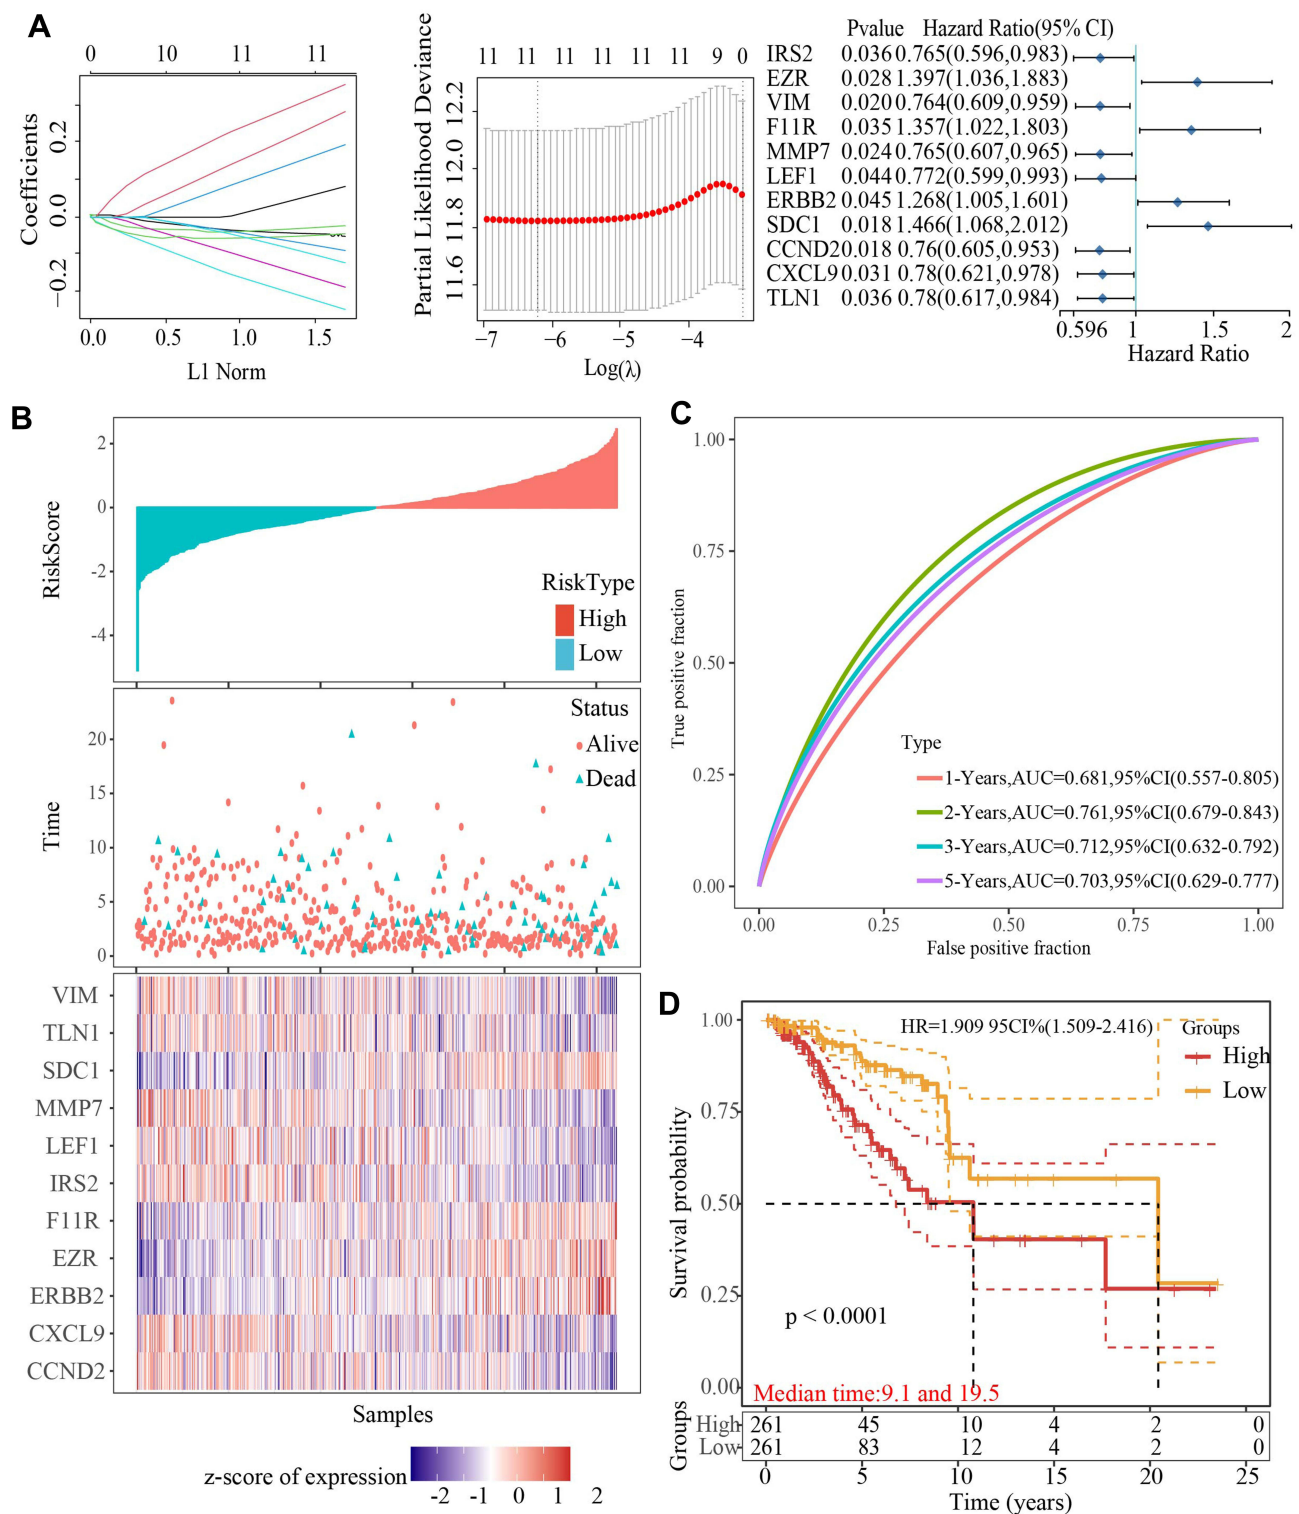 A
0 10 11 11
Coefficients
0.2
0.0
−0.2
0.0 0.5 1.0 1.5
L1 Norm
11 11 11 11 11 11 9 0
Partial Likelihood Deviance
12.2
12.0
11.8
11.6
−7 −6 −5 −4
Log(λ)
Pvalue Hazard Ratio(95% CI)
IRS2 0.036 0.765(0.596,0.983)
EZR 0.028 1.397(1.036,1.883)
VIM 0.020 0.764(0.609,0.959)
F11R 0.035 1.357(1.022,1.803)
MMP7 0.024 0.765(0.607,0.965)
LEF1 0.044 0.772(0.599,0.993)
ERBB2 0.045 1.268(1.005,1.601)
SDC1 0.018 1.466(1.068,2.012)
CCND2 0.018 0.76(0.605,0.953)
CXCL9 0.031 0.78(0.621,0.978)
TLN1 0.036 0.78(0.617,0.984)
0.596 1 1.5 2
Hazard Ratio
B
RiskScore
2
0
-2
-4
RiskType
High
Low
Time
20
15
10
5
0
Status
Alive
Dead
VIM
TLN1
SDC1
MMP7
LEF1
IRS2
F11R
EZR
ERBB2
CXCL9
CCND2
Samples
z-score of expression
-2 -1 0 1 2
C
True positive fraction
1.00
0.75
0.50
0.25
0.00
Type
1-Years,AUC=0.681,95%CI(0.557-0.805)
2-Years,AUC=0.761,95%CI(0.679-0.843)
3-Years,AUC=0.712,95%CI(0.632-0.792)
5-Years,AUC=0.703,95%CI(0.629-0.777)
0.00 0.25 0.50 0.75 1.00
False positive fraction
D
Survival probability
1.00
0.75
0.50
0.25
0.00
HR=1.909 95CI%(1.509-2.416)
Groups
High
Low
p < 0.0001
Median time:9.1 and 19.5
Groups
High 261 45 10 4 2 0
Low 261 83 12 4 2 0
0 5 10 15 20 25
Time (years)